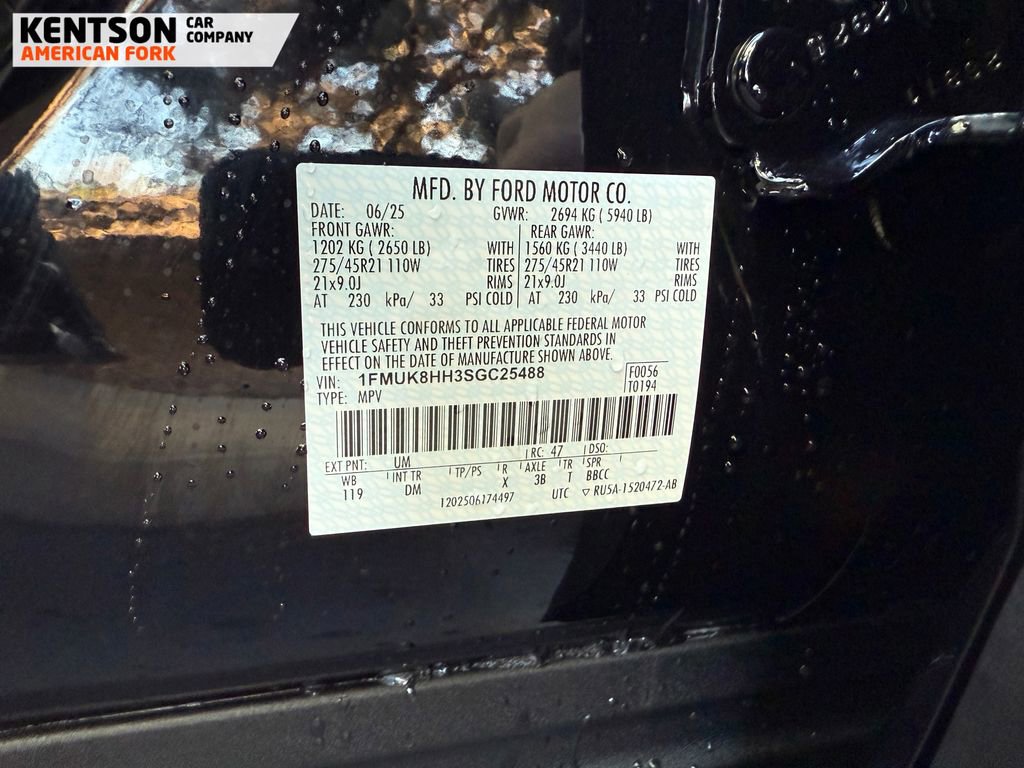 KENTSON CAR COMPANY
AMERICAN FORK
MFD. BY FORD MOTOR CO.
DATE: 06/25 GVWR: 2694 KG ( 5940 LB)
FRONT GAWR: REAR GAWR:
1202 KG ( 2650 LB) WITH 1560 KG ( 3440 LB) WITH
275/45R21 110W TIRES 275/45R21 110W TIRES
21x9.0J RIMS 21x9.0J RIMS
AT 230 kPa/ 33 PSI COLD AT 230 kPa/ 33 PSI COLD
THIS VEHICLE CONFORMS TO ALL APPLICABLE FEDERAL MOTOR
VEHICLE SAFETY AND THEFT PREVENTION STANDARDS IN
EFFECT ON THE DATE OF MANUFACTURE SHOWN ABOVE.
VIN: 1FMUK8HH3SGC25488 F0056
TYPE: MPV T0194
EXT PNT: UM RC: 47 DSO:
WB INT TR TP/PS R AXLE TR SPR
119 DM X 3B T BBCC
1202506174497 UTC ▽ RU5A-1520472-AB